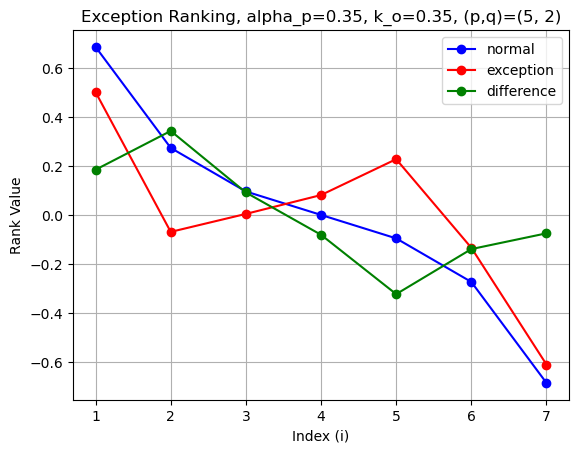 Exception Ranking, alpha_p=0.35, k_o=0.35, (p,q)=(5, 2)
normal
exception
difference
0.6
0.4
0.2
0.0
−0.2
−0.4
−0.6
Rank Value
1 2 3 4 5 6 7
Index (i)